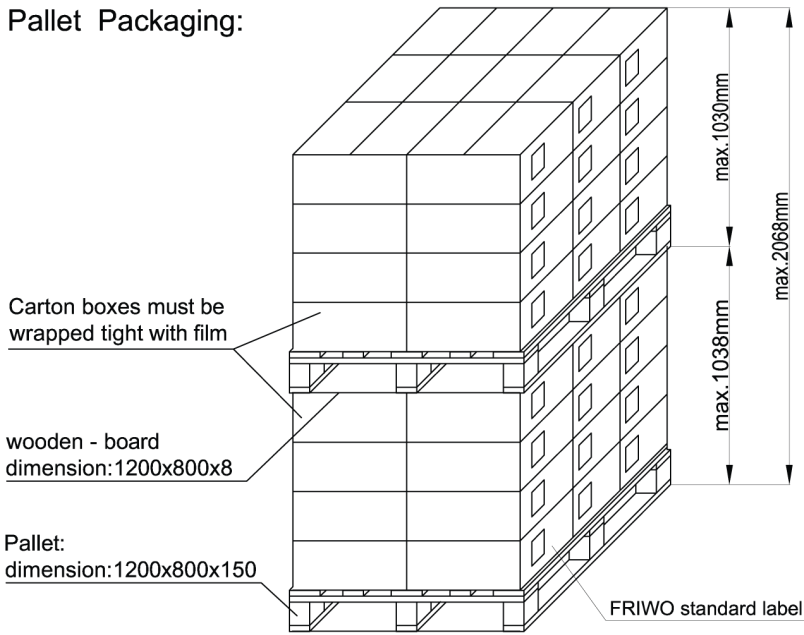 Pallet Packaging:
max.1030mm
max.2068mm
max.1038mm
Carton boxes must be
wrapped tight with film
wooden - board
dimension:1200x800x8
Pallet:
dimension:1200x800x150
FRIWO standard label